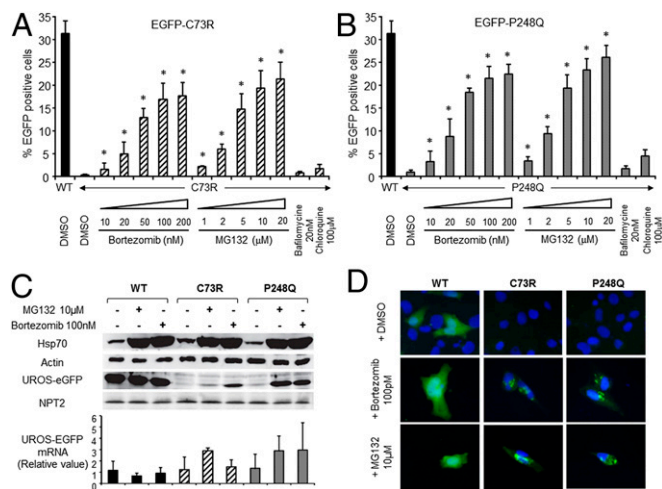 A
EGFP-C73R
% EGFP positive cells
35
30
25
20
15
10
5
0
* * * * * * * * * *
WT
C73R
DMSO
DMSO
10 20 50 100 200
Bortezomib (nM)
1 2 5 10 20
MG132 (µM)
Bafilomycine 20nM
Chloroquine 100µM
B
EGFP-P248Q
% EGFP positive cells
35
30
25
20
15
10
5
0
* * * * * * * * * *
WT
P248Q
DMSO
DMSO
10 20 50 100 200
Bortezomib (nM)
1 2 5 10 20
MG132 (µM)
Bafilomycine 20nM
Chloroquine 100µM
C
WT C73R P248Q
MG132 10µM - + - - + - - + -
Bortezomib 100nM - - + - - + - - +
Hsp70
Actin
UROS-eGFP
NPT2
UROS-EGFP
mRNA
(Relative value)
6
5
4
3
2
1
0
D
WT C73R P248Q
+ DMSO
+ Bortezomib 100pM
+ MG132 10µM